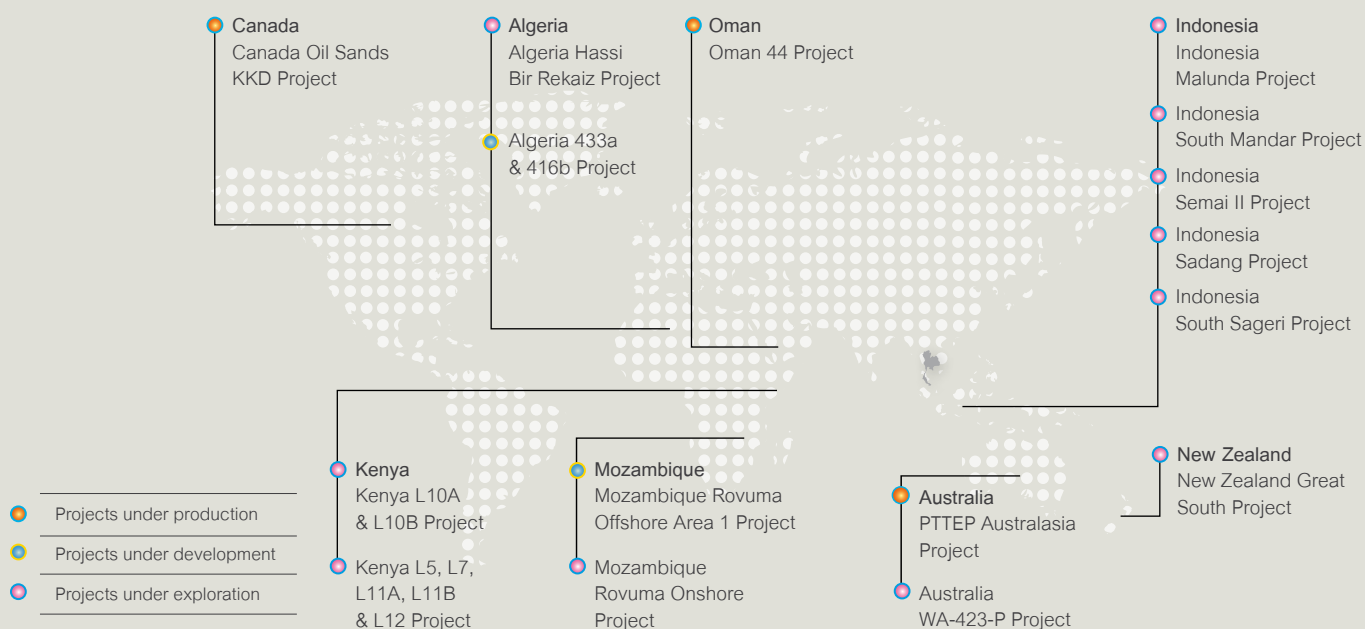 Canada
Canada Oil Sands
KKD Project
Algeria
Algeria Hassi
Bir Rekaiz Project
Algeria 433a
& 416b Project
Oman
Oman 44 Project
Indonesia
Indonesia
Malunda Project
Indonesia
South Mandar Project
Indonesia
Semai II Project
Indonesia
Sadang Project
Indonesia
South Sageri Project
Kenya
Kenya L10A
& L10B Project
Kenya L5, L7,
L11A, L11B
& L12 Project
Mozambique
Mozambique Rovuma
Offshore Area 1 Project
Mozambique
Rovuma Onshore
Project
Australia
PTTEP Australasia
Project
Australia
WA-423-P Project
New Zealand
New Zealand Great
South Project
Projects under production
Projects under development
Projects under exploration